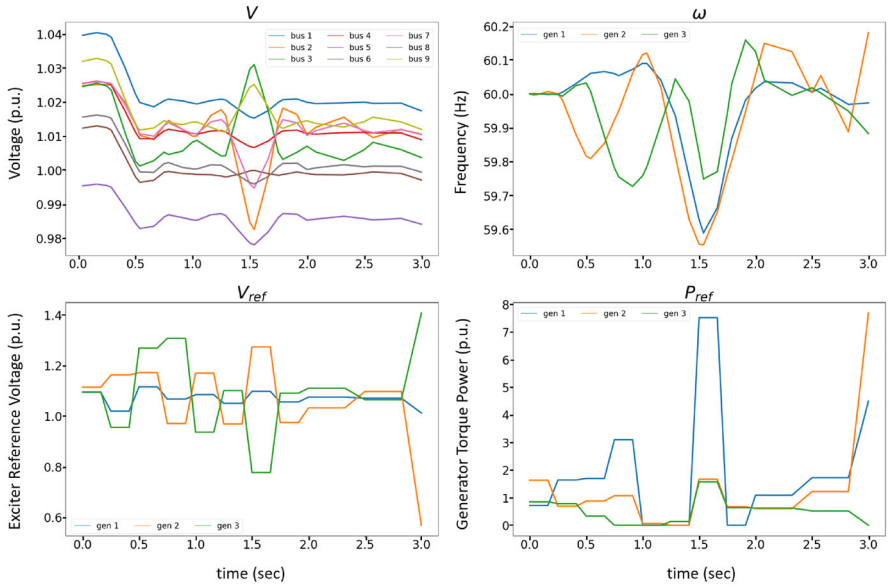 V
Voltage (p.u.)
1.04
1.03
1.02
1.01
1.00
0.99
0.98
bus 1 bus 4 bus 7
bus 2 bus 5 bus 8
bus 3 bus 6 bus 9
0.0 0.5 1.0 1.5 2.0 2.5 3.0
ω
Frequency (Hz)
60.2
60.0
59.9
59.8
59.7
59.6
gen 1 gen 2 gen 3
0.0 0.5 1.0 1.5 2.0 2.5 3.0
V_ref
Exciter Reference Voltage (p.u.)
1.4
1.2
1.0
0.8
0.6
gen 1 gen 2 gen 3
0.0 0.5 1.0 1.5 2.0 2.5 3.0
time (sec)
P_ref
Generator Torque Power (p.u.)
8
7
6
5
4
3
2
1
0
gen 1 gen 2 gen 3
0.0 0.5 1.0 1.5 2.0 2.5 3.0
time (sec)